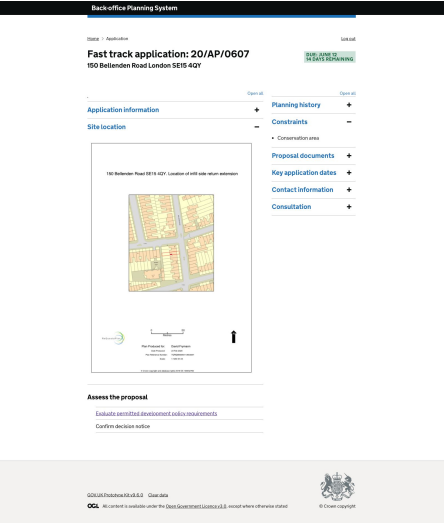 Back-office Planning System
Home > Application
Log out
Fast track application: 20/AP/0607
150 Bellenden Road London SE15 4QY
DUE: JUNE 12
14 DAYS REMAINING
Open all
Application information +
Site location −
150 Bellenden Road SE15 4QY. Location of infill side return extension
Assess the proposal
Evaluate permitted development policy requirements
Confirm decision notice
Open all
Planning history +
Constraints −
• Conservation area
Proposal documents +
Key application dates +
Contact information +
Consultation +
GOV.UK Prototype Kit v9.6.0 Clear data
OGL All content is available under the Open Government Licence v3.0, except where otherwise stated
© Crown copyright